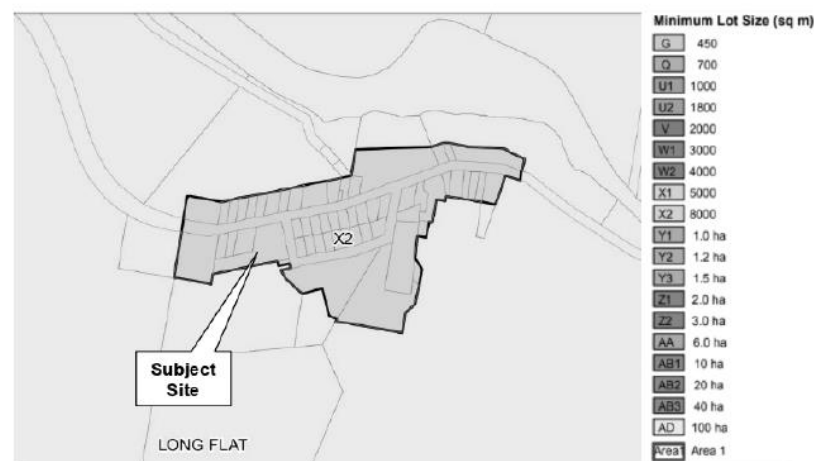 Minimum Lot Size (sq m)
G 450
Q 700
U1 1000
U2 1800
V 2000
W1 3000
W2 4000
X1 5000
X2 8000
Y1 1.0 ha
Y2 1.2 ha
Y3 1.5 ha
Z1 2.0 ha
Z2 3.0 ha
AA 6.0 ha
AB1 10 ha
AB2 20 ha
AB3 40 ha
AD 100 ha
Area1 Area 1
X2
Subject
Site
LONG FLAT